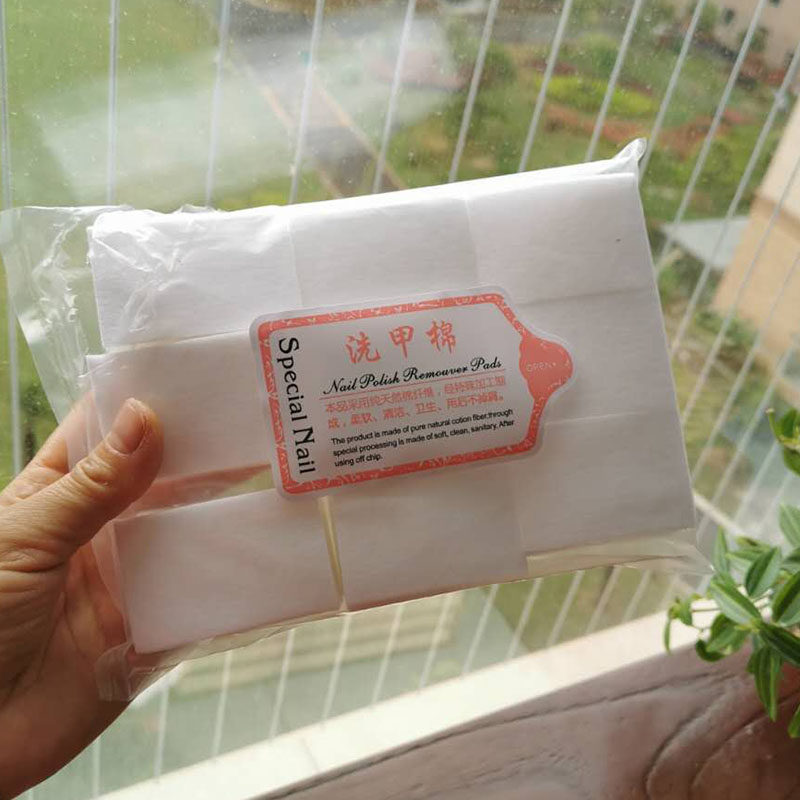 Special Nail
洗甲棉
OPEN
Nail Polish Remouver Pads
本品采用纯天然棉纤维，经特殊加工制
成，柔软、清洁、卫生、用后不掉屑。
The product is made of pure natural cotion fiber,through
special processing is made of soft, clean, sanitary. After
using off chip.